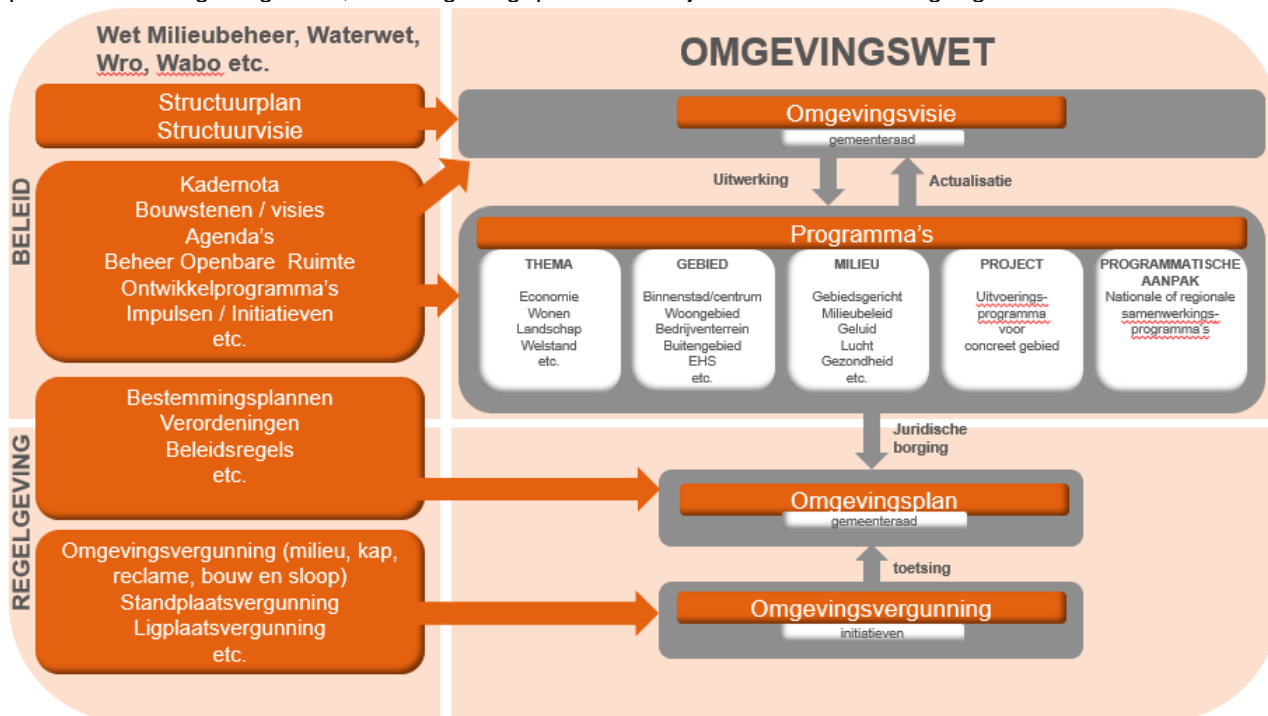 Wet Milieubeheer, Waterwet,
Wro, Wabo etc.
OMGEVINGSWET
BELEID
Structuurplan
Structuurvisie
Omgevingsvisie
gemeenteraad
Kadernota
Bouwstenen / visies
Agenda's
Beheer Openbare Ruimte
Ontwikkelprogramma's
Impulsen / Initiatieven
etc.
Uitwerking
Actualisatie
Programma's
THEMA
Economie
Wonen
Landschap
Welstand
etc.
GEBIED
Binnenstad/centrum
Woongebied
Bedrijventerrein
Buitengebied
EHS
etc.
MILIEU
Gebiedsgericht
Milieubeleid
Geluid
Lucht
Gezondheid
etc.
PROJECT
Uitvoerings-
programma
voor
concreet gebied
PROGRAMMATISCHE
AANPAK
Nationale of regionale
samenwerkings-
programma's
REGELGEVING
Bestemmingsplannen
Verordeningen
Beleidsregels
etc.
Juridische
borging
Omgevingsplan
gemeenteraad
toetsing
Omgevingsvergunning (milieu, kap,
reclame, bouw en sloop)
Standplaatsvergunning
Ligplaatsvergunning
etc.
Omgevingsvergunning
initiatieven